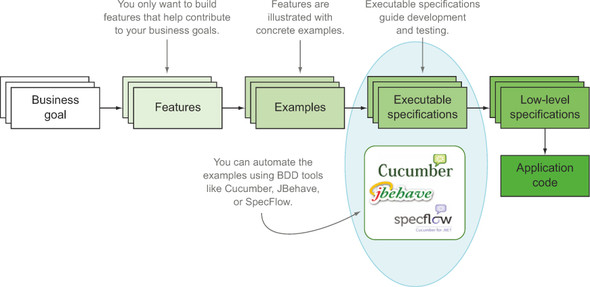 You only want to build
features that help contribute
to your business goals.
Features are
illustrated with
concrete examples.
Executable specifications
guide development
and testing.
Business
goal
Features
Examples
Executable
specifications
Low-level
specifications
Application
code
You can automate the
examples using BDD tools
like Cucumber, JBehave,
or SpecFlow.
Cucumber
jbehave
specflow
Cucumber for .NET